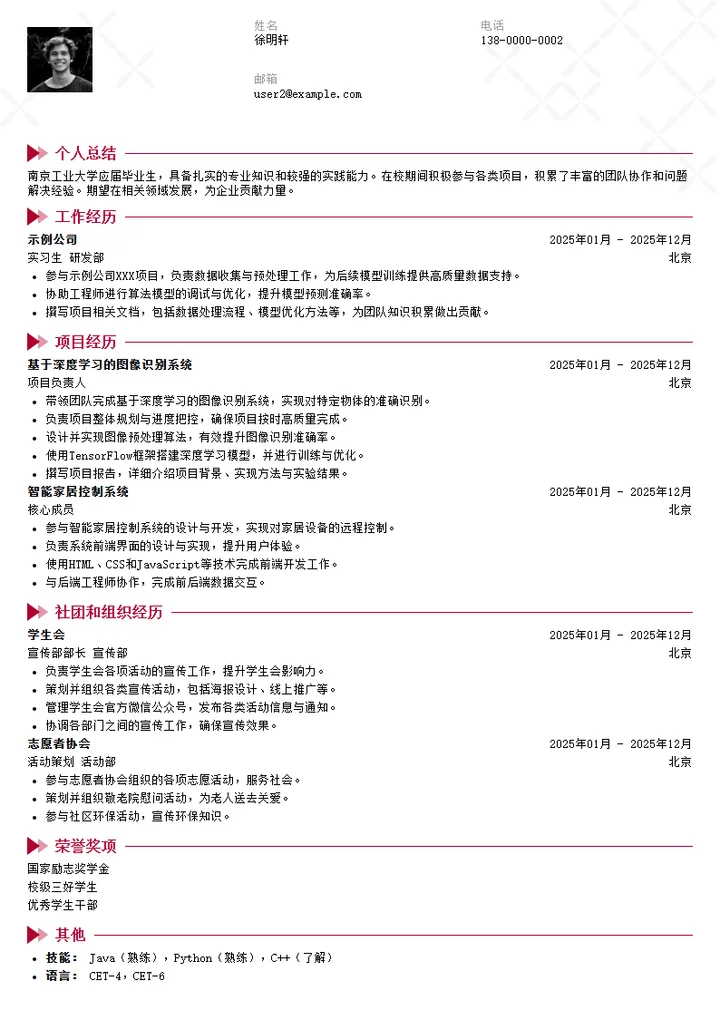 姓名
徐明轩
电话
138-0000-0002
邮箱
user2@example.com
个人总结
南京工业大学应届毕业生，具备扎实的专业知识和较强的实践能力。在校期间积极参与各类项目，积累了丰富的团队协作和问题
解决经验。期望在相关领域发展，为企业贡献力量。
工作经历
示例公司 2025年01月 - 2025年12月
实习生 研发部 北京
• 参与示例公司XXX项目，负责数据收集与预处理工作，为后续模型训练提供高质量数据支持。
• 协助工程师进行算法模型的调试与优化，提升模型预测准确率。
• 撰写项目相关文档，包括数据处理流程、模型优化方法等，为团队知识积累做出贡献。
项目经历
基于深度学习的图像识别系统 2025年01月 - 2025年12月
项目负责人 北京
• 带领团队完成基于深度学习的图像识别系统，实现对特定物体的准确识别。
• 负责项目整体规划与进度把控，确保项目按时高质量完成。
• 设计并实现图像预处理算法，有效提升图像识别准确率。
• 使用TensorFlow框架搭建深度学习模型，并进行训练与优化。
• 撰写项目报告，详细介绍项目背景、实现方法与实验结果。
智能家居控制系统 2025年01月 - 2025年12月
核心成员 北京
• 参与智能家居控制系统的设计与开发，实现对家居设备的远程控制。
• 负责系统前端界面的设计与实现，提升用户体验。
• 使用HTML、CSS和JavaScript等技术完成前端开发工作。
• 与后端工程师协作，完成前后端数据交互。
社团和组织经历
学生会 2025年01月 - 2025年12月
宣传部部长 宣传部 北京
• 负责学生会各项活动的宣传工作，提升学生会影响力。
• 策划并组织各类宣传活动，包括海报设计、线上推广等。
• 管理学生会官方微信公众号，发布各类活动信息与通知。
• 协调各部门之间的宣传工作，确保宣传效果。
志愿者协会 2025年01月 - 2025年12月
活动策划 活动部 北京
• 参与志愿者协会组织的各项志愿活动，服务社会。
• 策划并组织敬老院慰问活动，为老人送去关爱。
• 参与社区环保活动，宣传环保知识。
荣誉奖项
国家励志奖学金
校级三好学生
优秀学生干部
其他
• 技能： Java（熟练），Python（熟练），C++（了解）
• 语言： CET-4，CET-6